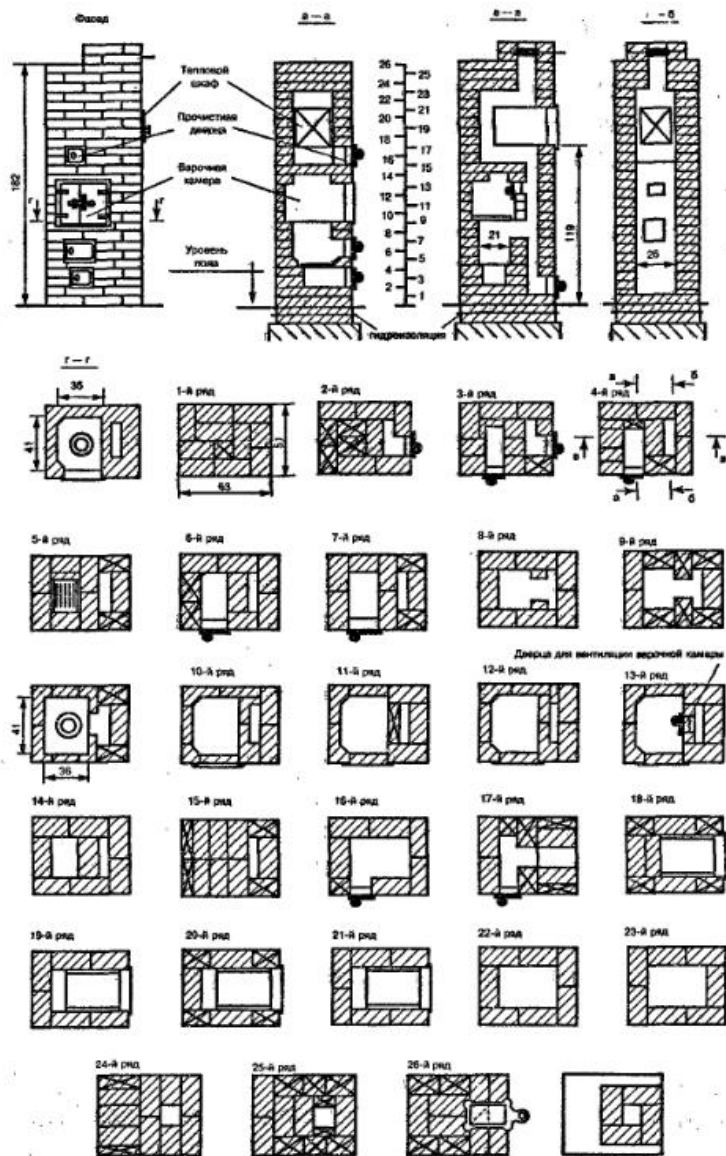 Фасад
а — а
в — в
г — б
Тепловой
шкаф
Прочистная
дверка
Варочная
камера
Уровень
пола
гидроизоляция
182
г
г
26
25
24
23
22
21
20
19
18
17
16
15
14
13
12
11
10
9
8
7
6
5
4
3
2
1
21
119
26
г — г
35
41
1-й ряд
51
63
2-й ряд
3-й ряд
в
4-й ряд
а
б
в
а
б
5-й ряд
6-й ряд
7-й ряд
8-й ряд
9-й ряд
Дверца для вентиляции варочной камеры
41
36
10-й ряд
11-й ряд
12-й ряд
13-й ряд
14-й ряд
15-й ряд
16-й ряд
17-й ряд
18-й ряд
19-й ряд
20-й ряд
21-й ряд
22-й ряд
23-й ряд
24-й ряд
25-й ряд
26-й ряд